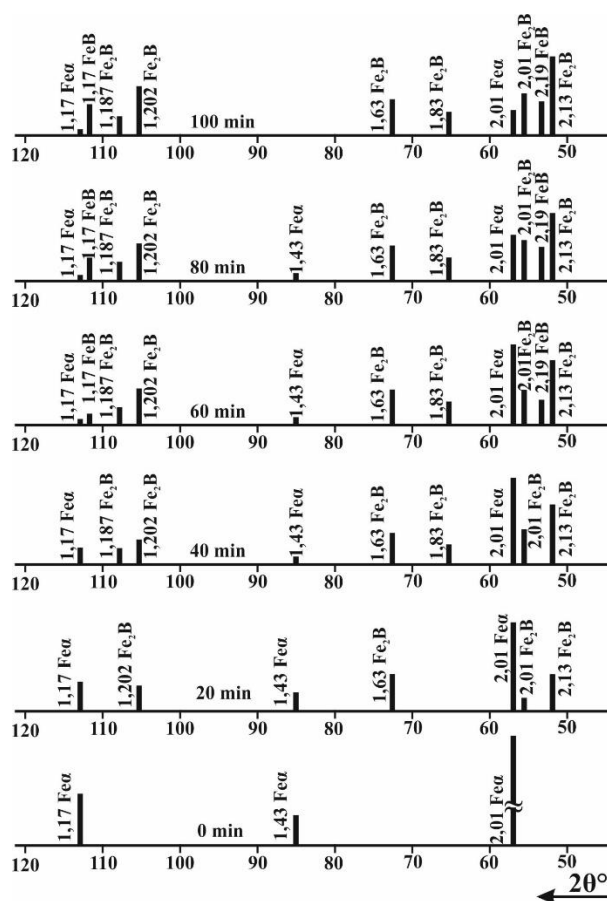 1,17 Feα
1,17 FeB
1,187 Fe₂B
1,202 Fe₂B
100 min
1,63 Fe₂B
1,83 Fe₂B
2,01 Feα
2,01 Fe₂B
2,19 FeB
2,13 Fe₂B
120 110 100 90 80 70 60 50
1,17 Feα
1,17 FeB
1,187 Fe₂B
1,202 Fe₂B
80 min
1,43 Feα
1,63 Fe₂B
1,83 Fe₂B
2,01 Feα
2,01 Fe₂B
2,19 FeB
2,13 Fe₂B
120 110 100 90 80 70 60 50
1,17 Feα
1,17 FeB
1,187 Fe₂B
1,202 Fe₂B
60 min
1,43 Feα
1,63 Fe₂B
1,83 Fe₂B
2,01 Feα
2,01Fe₂B
2,19 FeB
2,13 Fe₂B
120 110 100 90 80 70 60 50
1,17 Feα
1,187 Fe₂B
1,202 Fe₂B
40 min
1,43 Feα
1,63 Fe₂B
1,83 Fe₂B
2,01 Feα
2,01 Fe₂B
2,13 Fe₂B
120 110 100 90 80 70 60 50
1,17 Feα
1,202 Fe₂B
20 min
1,43 Feα
1,63 Fe₂B
2,01 Feα
2,01 Fe₂B
2,13 Fe₂B
120 110 100 90 80 70 60 50
1,17 Feα
0 min
1,43 Feα
2,01 Feα
120 110 100 90 80 70 60 50
2θ°